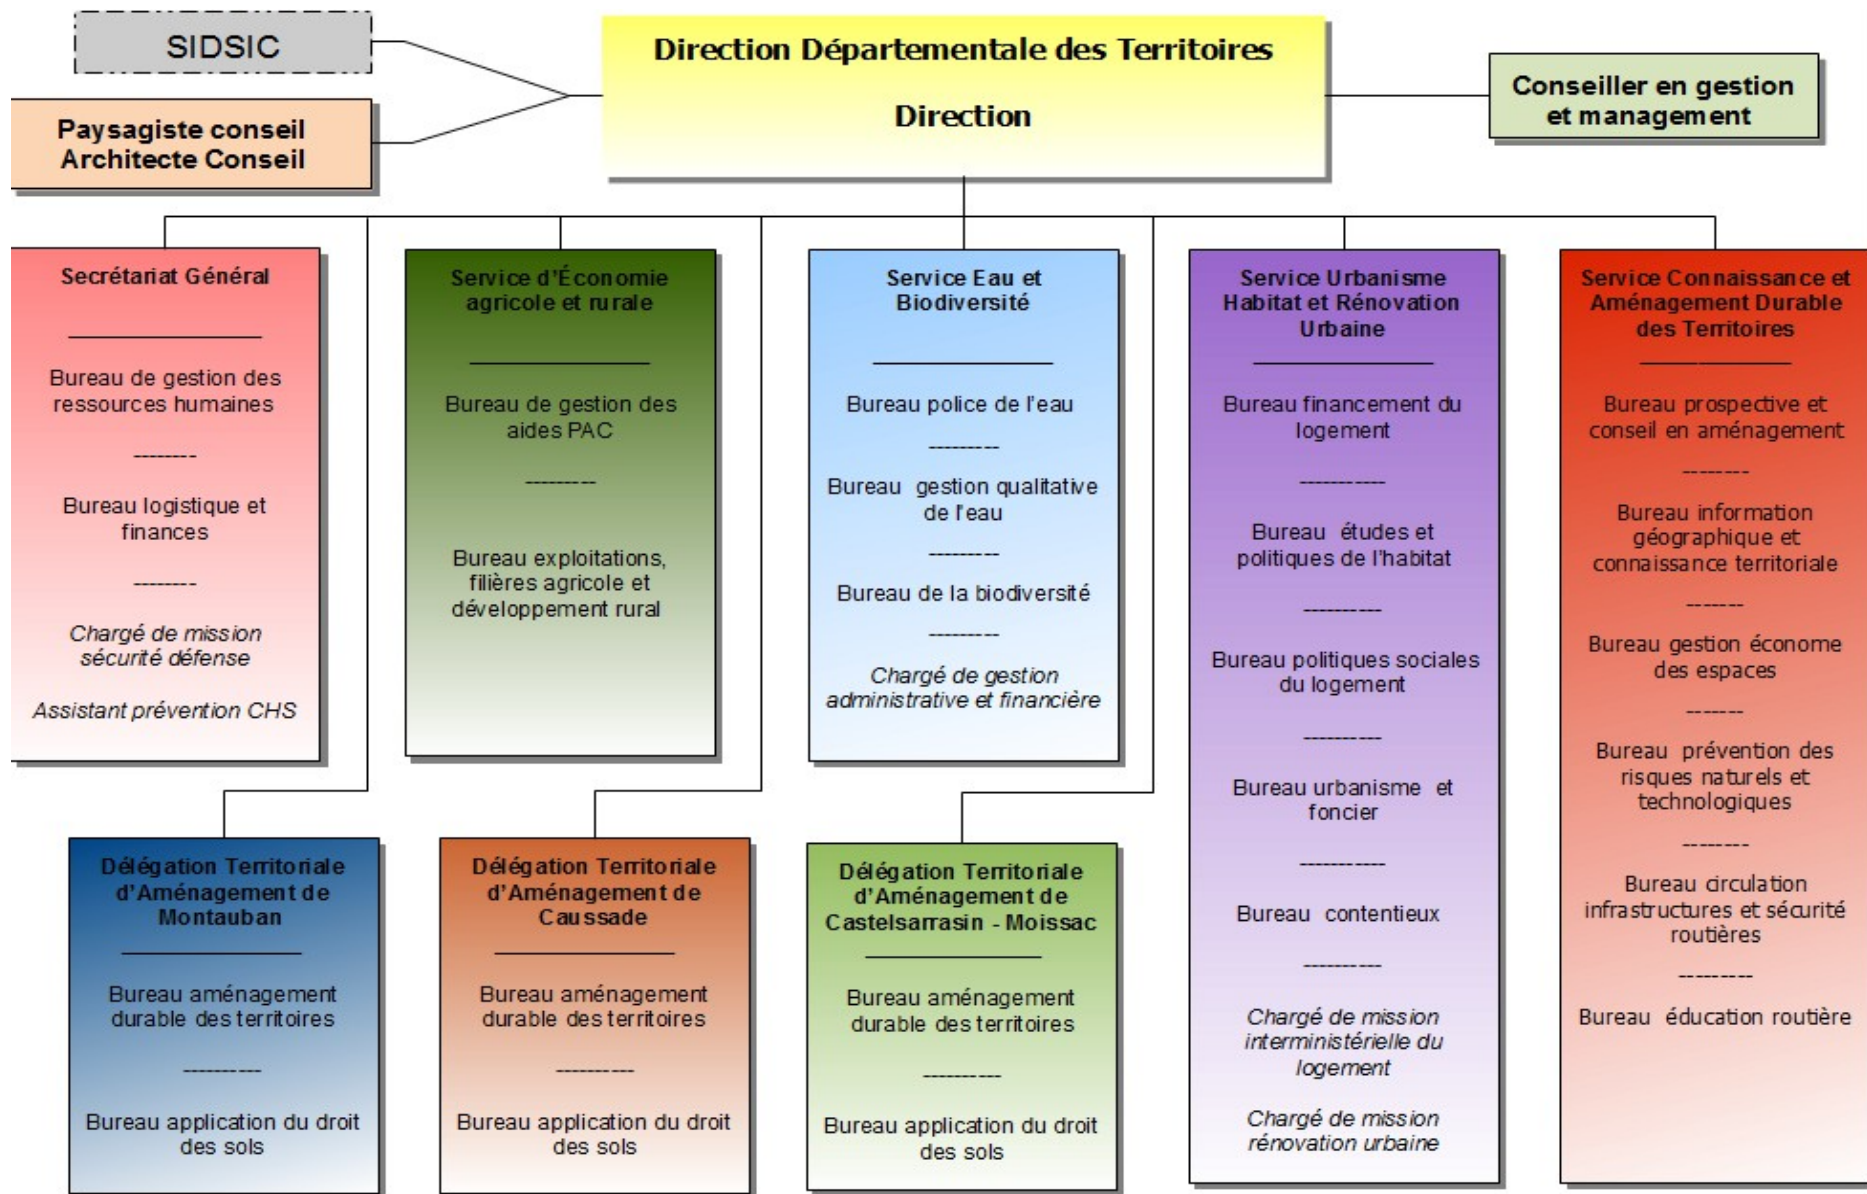 SIDSIC
Paysagiste conseil
Architecte Conseil
Direction Départementale des Territoires
Direction
Conseiller en gestion
et management
Secrétariat Général
Bureau de gestion des
ressources humaines
--------
Bureau logistique et
finances
--------
Chargé de mission
sécurité défense
Assistant prévention CHS
Service d'Économie
agricole et rurale
Bureau de gestion des
aides PAC
---------
Bureau exploitations,
filières agricole et
développement rural
Service Eau et
Biodiversité
Bureau police de l'eau
---------
Bureau gestion qualitative
de l'eau
---------
Bureau de la biodiversité
---------
Chargé de gestion
administrative et financière
Service Urbanisme
Habitat et Rénovation
Urbaine
Bureau financement du
logement
-----------
Bureau études et
politiques de l'habitat
----------
Bureau politiques sociales
du logement
----------
Bureau urbanisme et
foncier
-----------
Bureau contentieux
----------
Chargé de mission
interministérielle du
logement
Chargé de mission
rénovation urbaine
Service Connaissance et
Aménagement Durable
des Territoires
Bureau prospective et
conseil en aménagement
--------
Bureau information
géographique et
connaissance territoriale
-------
Bureau gestion économe
des espaces
-------
Bureau prévention des
risques naturels et
technologiques
--------
Bureau circulation
infrastructures et sécurité
routières
---------
Bureau éducation routière
Délégation Territoriale
d'Aménagement de
Montauban
Bureau aménagement
durable des territoires
----------
Bureau application du droit
des sols
Délégation Territoriale
d'Aménagement de
Caussade
Bureau aménagement
durable des territoires
----------
Bureau application du droit
des sols
Délégation Territoriale
d'Aménagement de
Castelsarrasin - Moissac
Bureau aménagement
durable des territoires
----------
Bureau application du droit
des sols